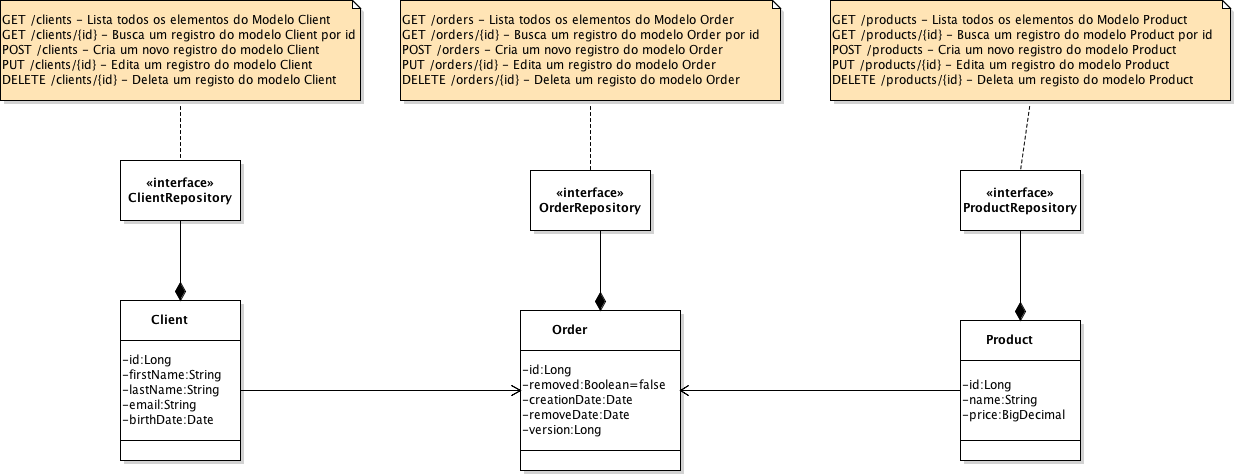 GET /clients – Lista todos os elementos do Modelo Client
GET /clients/{id} – Busca um registro do modelo Client por id
POST /clients – Cria um novo registro do modelo Client
PUT /clients/{id} – Edita um registro do modelo Client
DELETE /clients/{id} – Deleta um registo do modelo Client
GET /orders – Lista todos os elementos do Modelo Order
GET /orders/{id} – Busca um registro do modelo Order por id
POST /orders – Cria um novo registro do modelo Order
PUT /orders/{id} – Edita um registro do modelo Order
DELETE /orders/{id} – Deleta um registo do modelo Order
GET /products – Lista todos os elementos do Modelo Product
GET /products/{id} – Busca um registro do modelo Product por id
POST /products – Cria um novo registro do modelo Product
PUT /products/{id} – Edita um registro do modelo Product
DELETE /products/{id} – Deleta um registro do modelo Product
«interface»
ClientRepository
«interface»
OrderRepository
«interface»
ProductRepository
Client
-id:Long
-firstName:String
-lastName:String
-email:String
-birthDate:Date
Order
-id:Long
-removed:Boolean=false
-creationDate:Date
-removeDate:Date
-version:Long
Product
-id:Long
-name:String
-price:BigDecimal